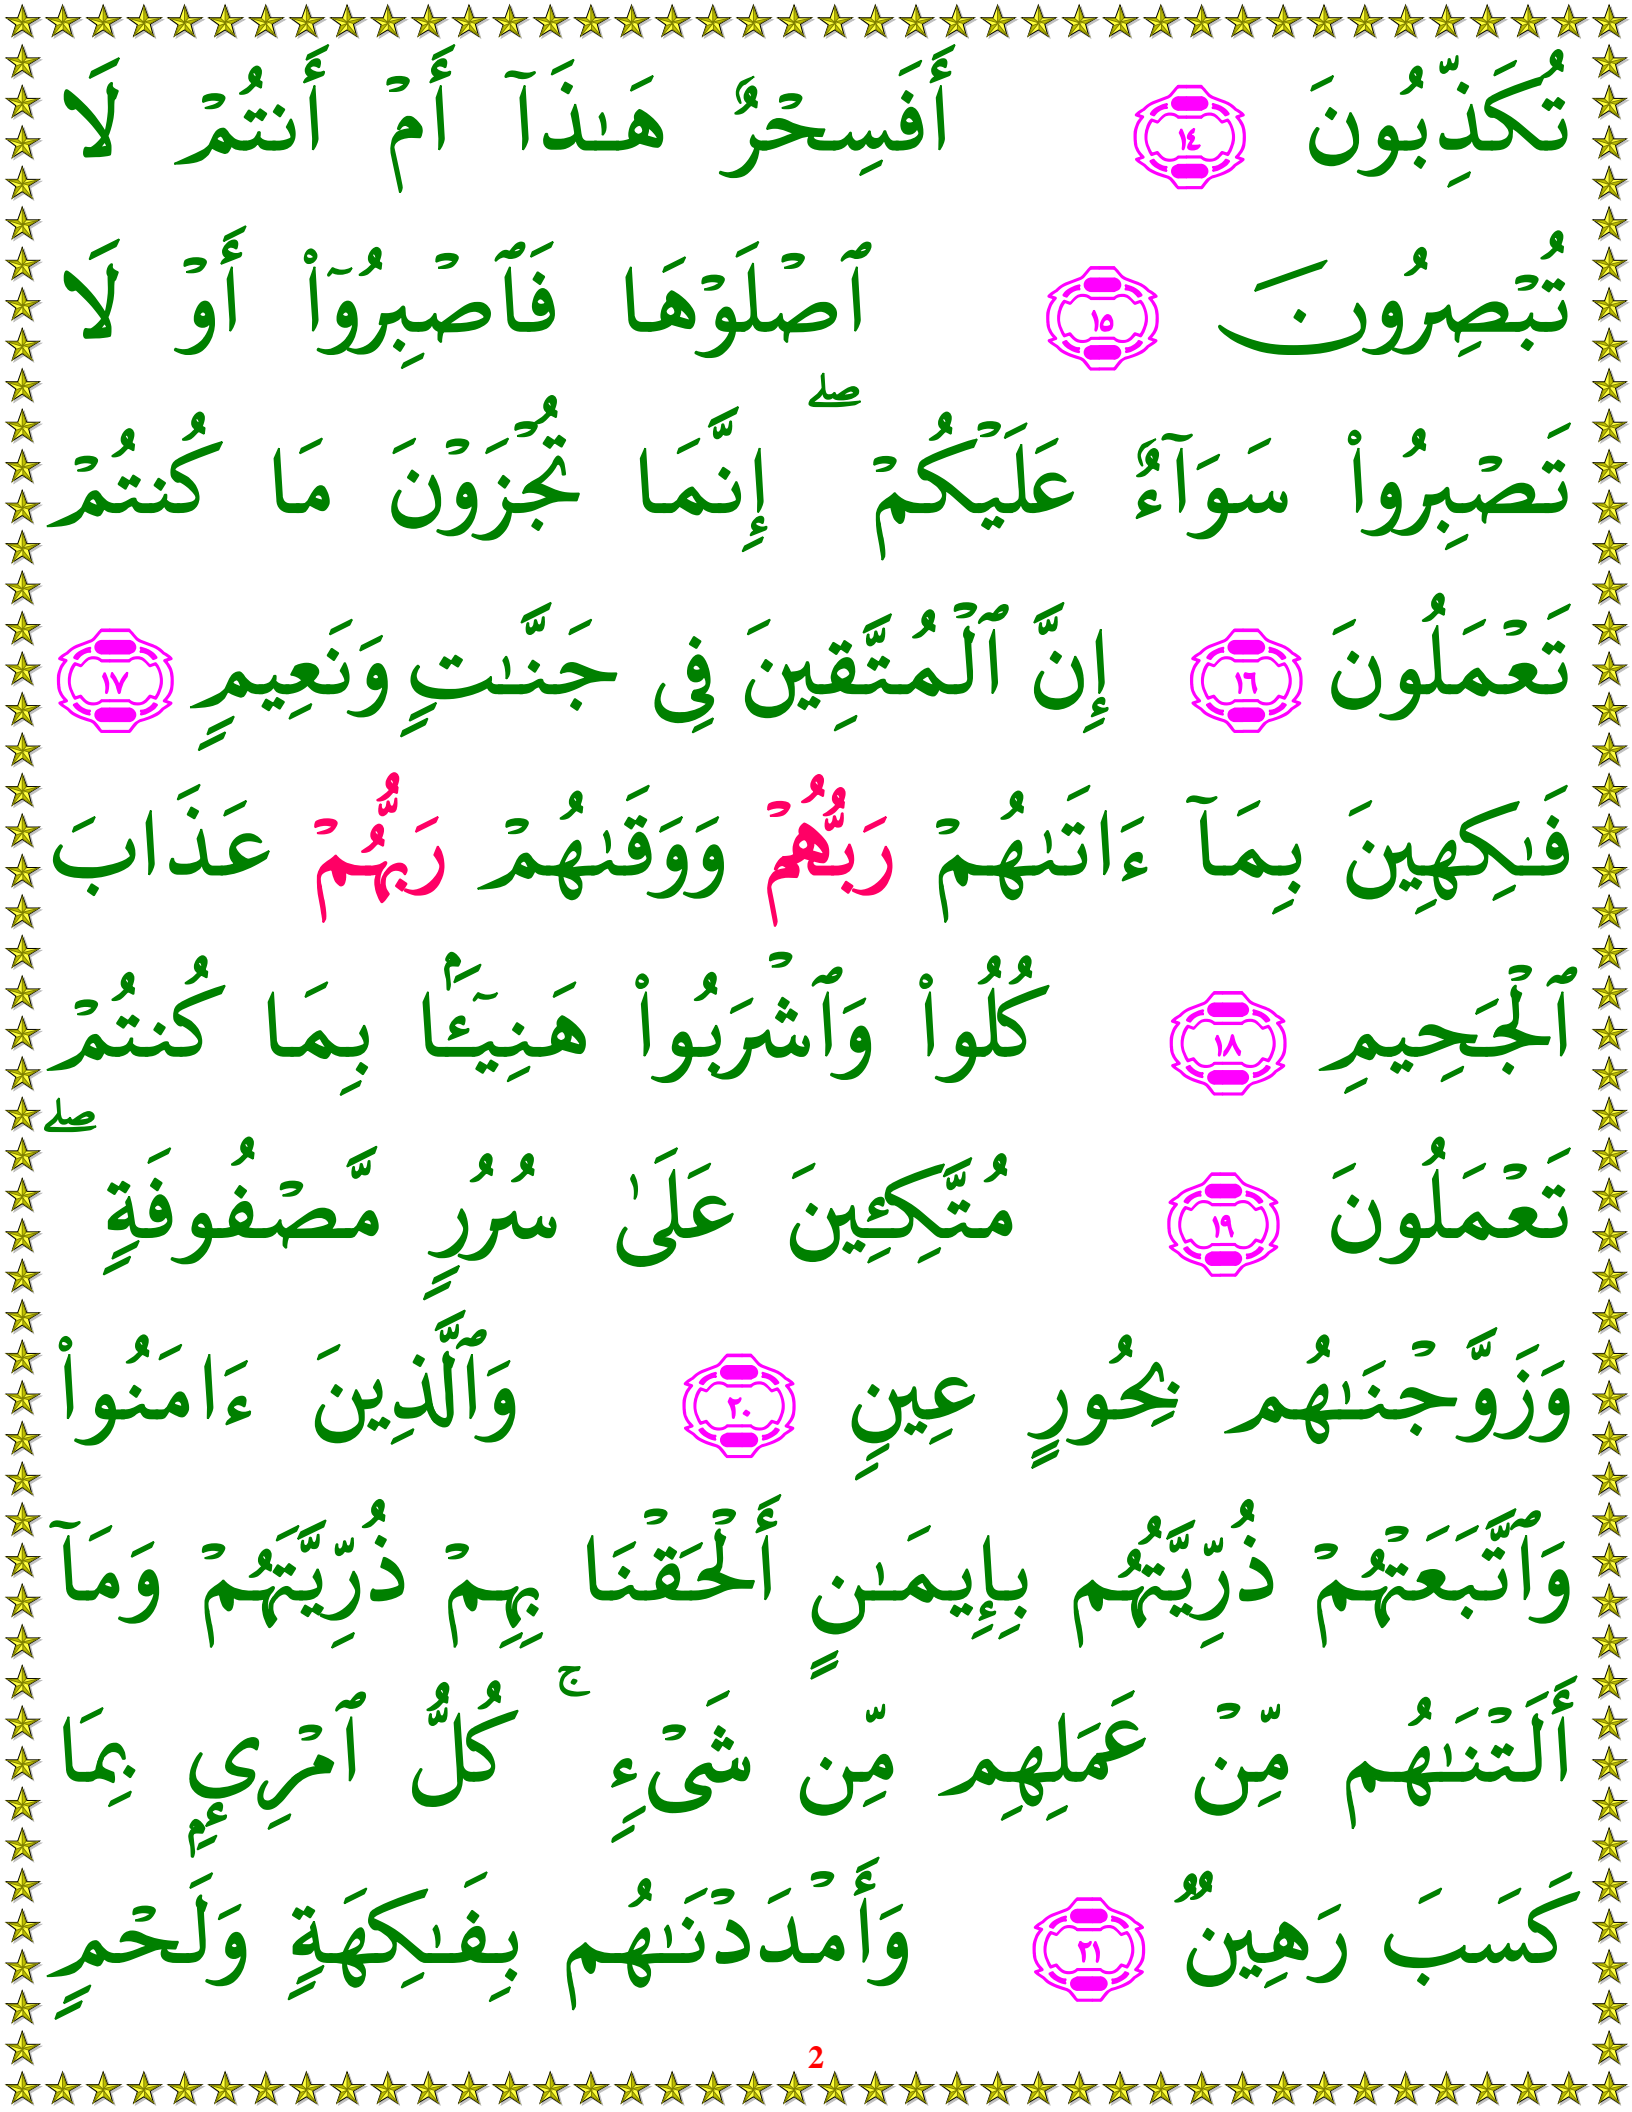 تُكَذِّبُونَ ١٤ أَفَسِحْرٌ هَـٰذَآ أَمْ أَنتُمْ لَا
تُبْصِرُونَ ١٥ ٱصْلَوْهَا فَٱصْبِرُوٓا۟ أَوْ لَا
تَصْبِرُوا۟ سَوَآءٌ عَلَيْكُمْ ۖ إِنَّمَا تُجْزَوْنَ مَا كُنتُمْ
تَعْمَلُونَ ١٦ إِنَّ ٱلْمُتَّقِينَ فِى جَنَّـٰتٍ وَنَعِيمٍ ١٧
فَـٰكِهِينَ بِمَآ ءَاتَىٰهُمْ رَبُّهُمْ وَوَقَىٰهُمْ رَبُّهُمْ عَذَابَ
ٱلْجَحِيمِ ١٨ كُلُوا۟ وَٱشْرَبُوا۟ هَنِيٓـَٔۢا بِمَا كُنتُمْ
تَعْمَلُونَ ١٩ مُتَّكِـِٔينَ عَلَىٰ سُرُرٍ مَّصْفُوفَةٍ ۖ
وَزَوَّجْنَـٰهُم بِحُورٍ عِينٍ ٢٠ وَٱلَّذِينَ ءَامَنُوا۟
وَٱتَّبَعَتْهُمْ ذُرِّيَّتُهُم بِإِيمَـٰنٍ أَلْحَقْنَا بِهِمْ ذُرِّيَّتَهُمْ وَمَآ
أَلَتْنَـٰهُم مِّنْ عَمَلِهِم مِّن شَىْءٍ ۚ كُلُّ ٱمْرِئٍۭ بِمَا
كَسَبَ رَهِينٌ ٢١ وَأَمْدَدْنَـٰهُم بِفَـٰكِهَةٍ وَلَحْمٍ
2